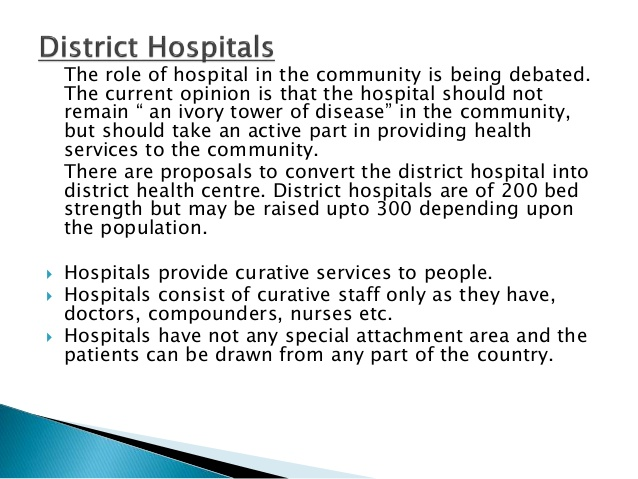 District Hospitals
The role of hospital in the community is being debated.
The current opinion is that the hospital should not
remain “ an ivory tower of disease” in the community,
but should take an active part in providing health
services to the community.
There are proposals to convert the district hospital into
district health centre. District hospitals are of 200 bed
strength but may be raised upto 300 depending upon
the population.
Hospitals provide curative services to people.
Hospitals consist of curative staff only as they have,
doctors, compounders, nurses etc.
Hospitals have not any special attachment area and the
patients can be drawn from any part of the country.